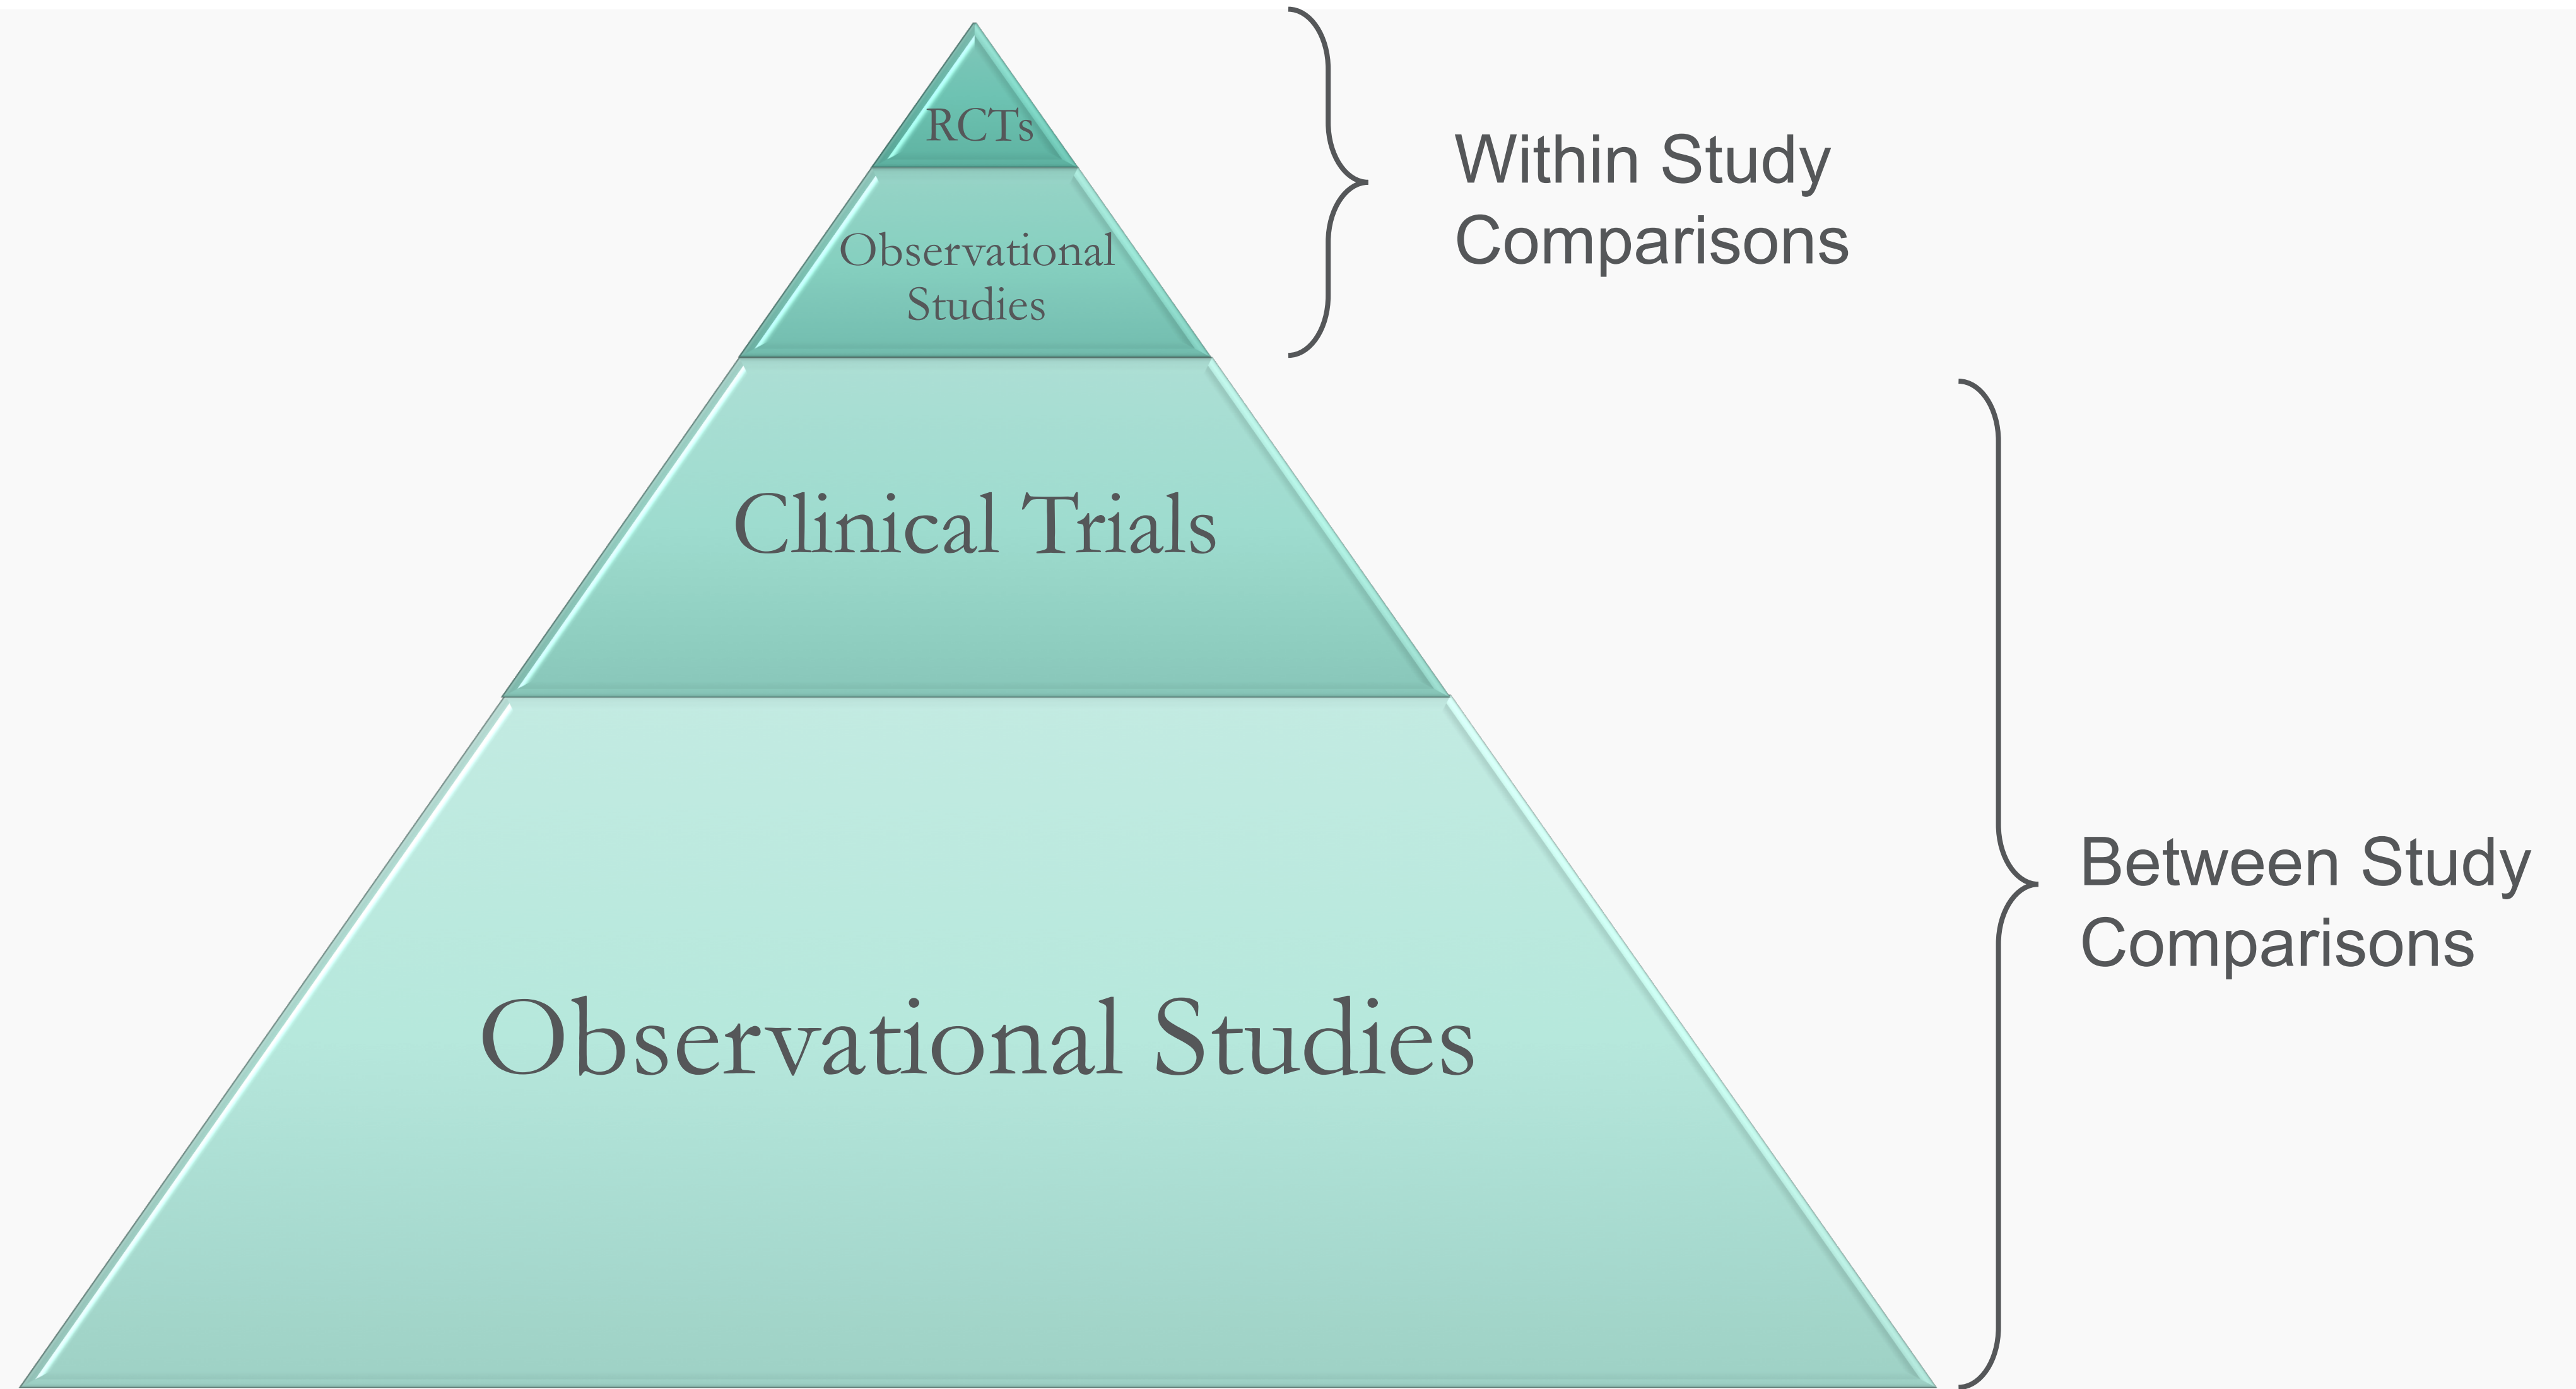 RCTs
Observational
Studies
Within Study
Comparisons
Clinical Trials
Observational Studies
Between Study
Comparisons